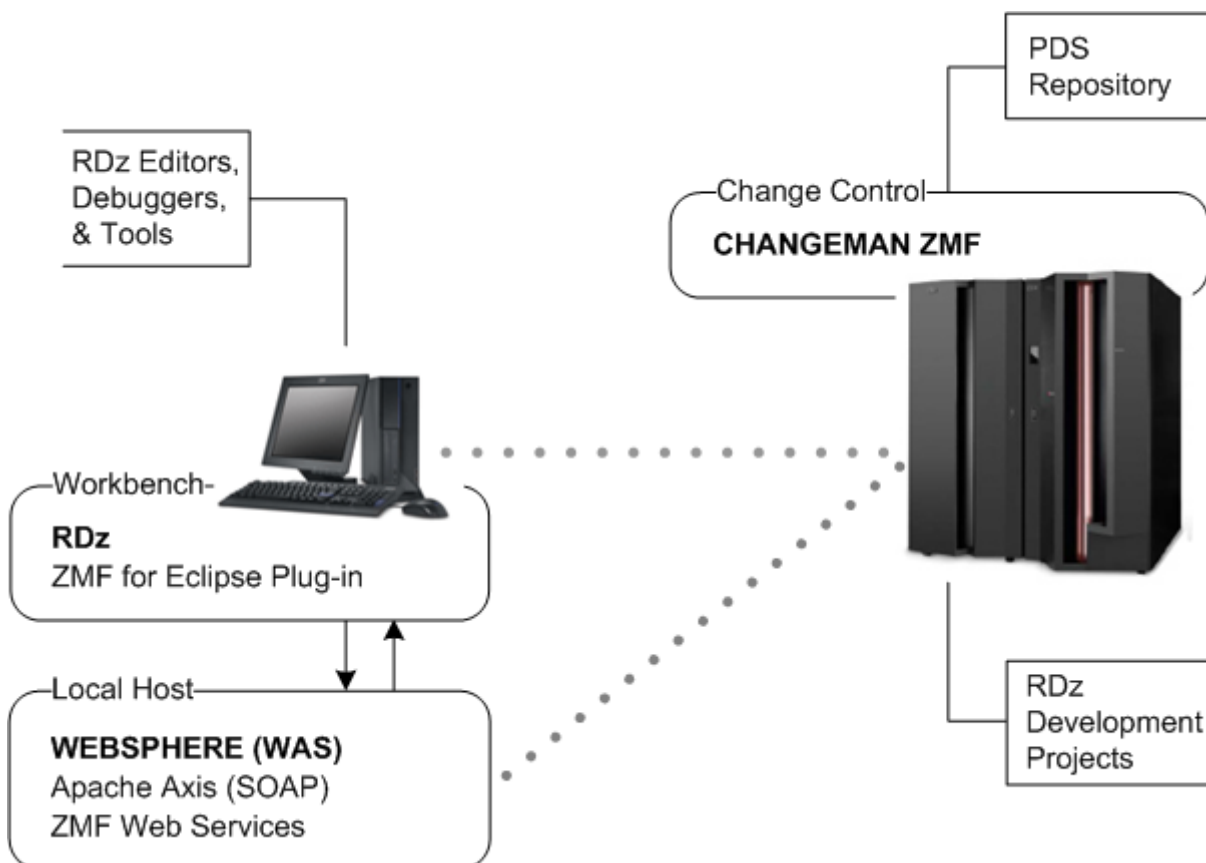 PDS
Repository
RDz Editors,
Debuggers,
& Tools
Change Control
CHANGEMAN ZMF
Workbench
RDz
ZMF for Eclipse Plug-in
Local Host
WEBSPHERE (WAS)
Apache Axis (SOAP)
ZMF Web Services
RDz
Development
Projects